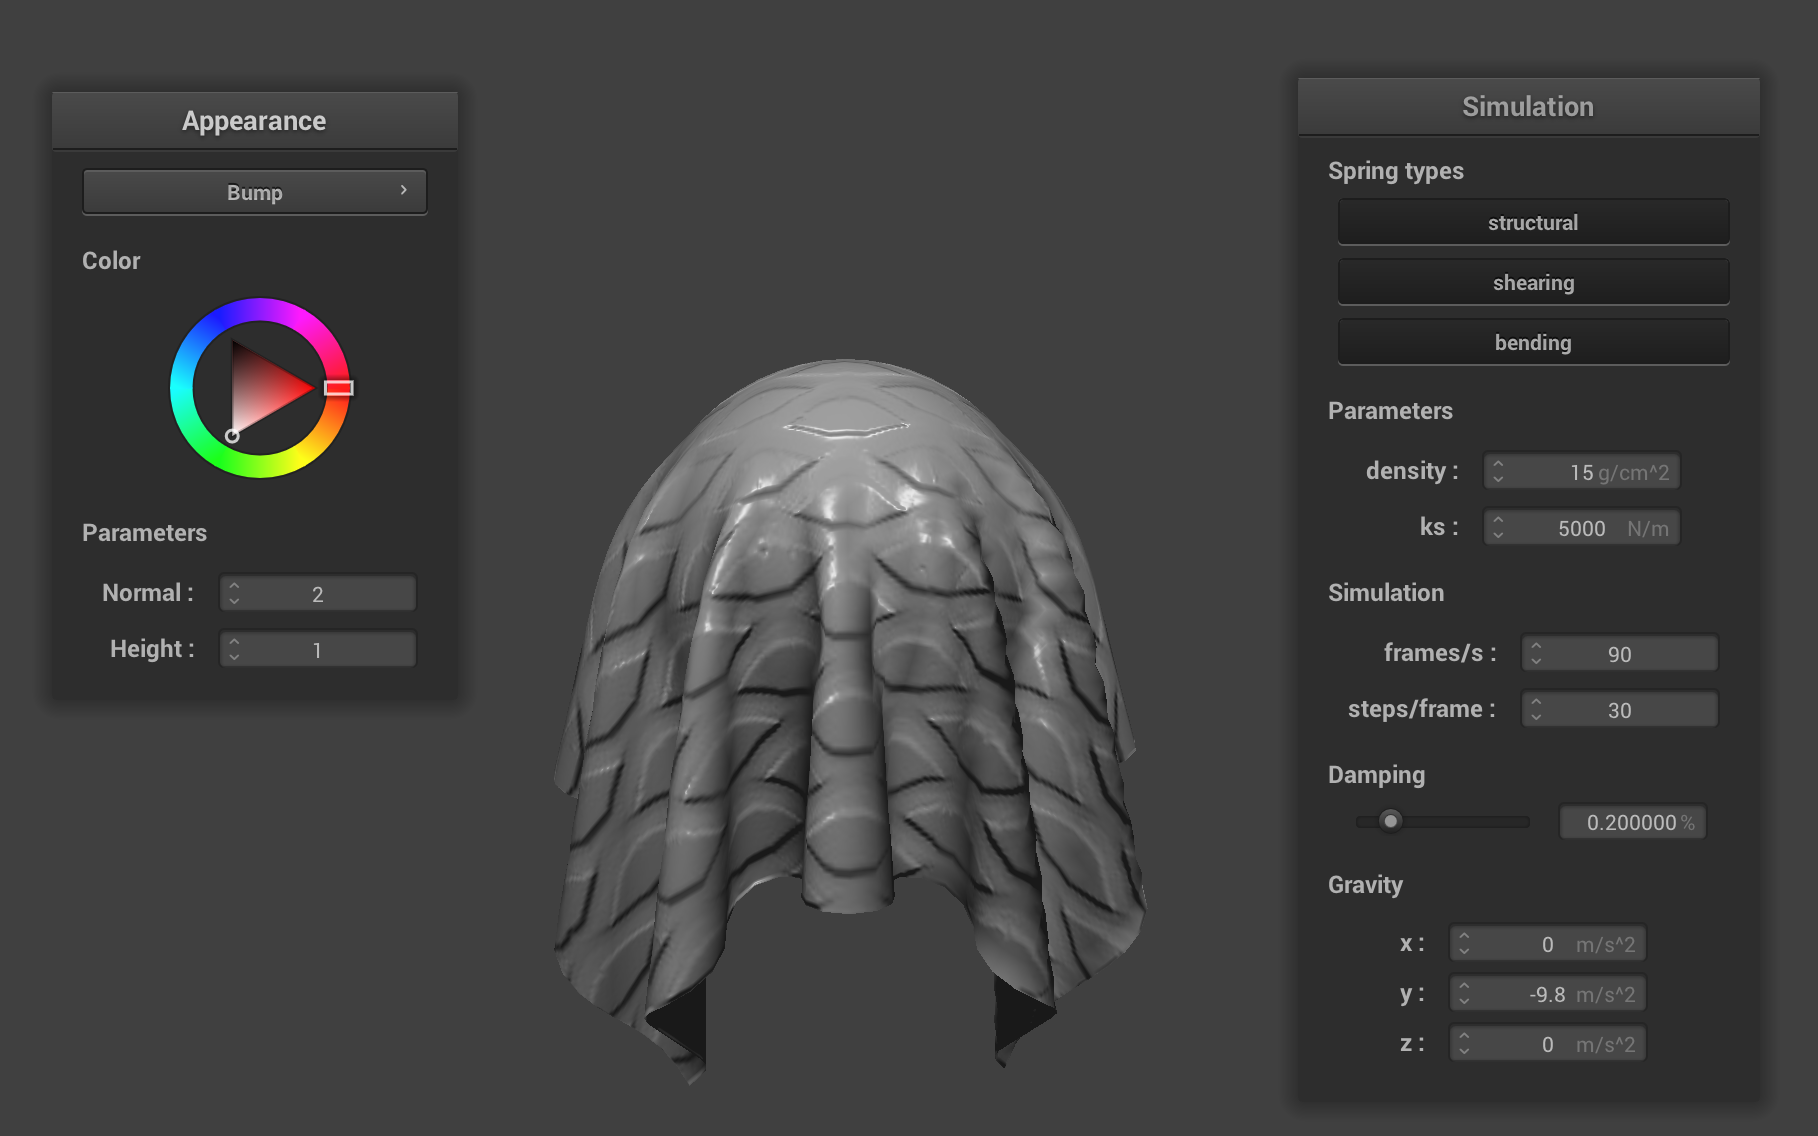 Appearance
Bump
Color
Parameters
Normal : 2
Height : 1
Simulation
Spring types
structural
shearing
bending
Parameters
density : 15 g/cm^2
ks : 5000 N/m
Simulation
frames/s : 90
steps/frame : 30
Damping
0.200000 %
Gravity
x : 0 m/s^2
y : -9.8 m/s^2
z : 0 m/s^2